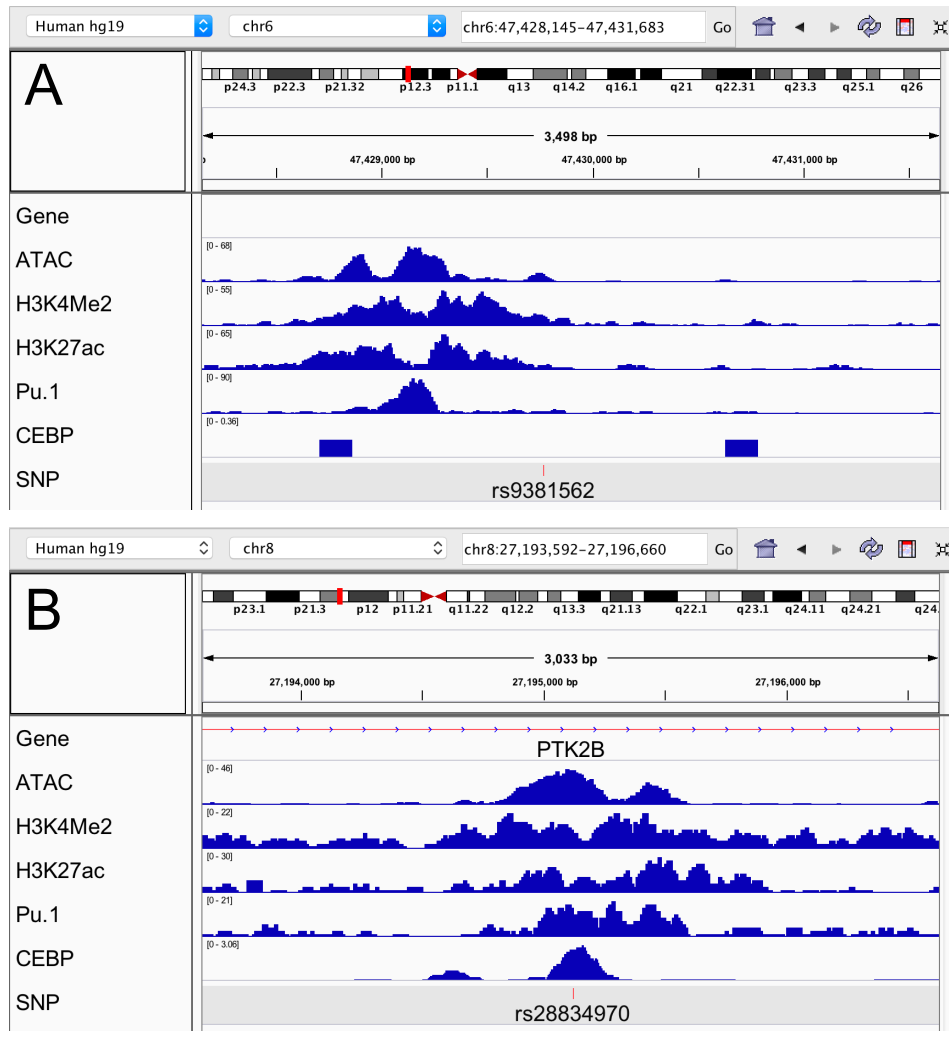 Human hg19 chr6 chr6:47,428,145–47,431,683 Go
A
p24.3 p22.3 p21.32 p12.3 p11.1 q13 q14.2 q16.1 q21 q22.31 q23.3 q25.1 q26
3,498 bp
47,429,000 bp 47,430,000 bp 47,431,000 bp
Gene
[0 - 68]
ATAC
[0 - 55]
H3K4Me2
[0 - 65]
H3K27ac
[0 - 90]
Pu.1
[0 - 0.36]
CEBP
SNP
rs9381562
Human hg19 chr8 chr8:27,193,592–27,196,660 Go
B
p23.1 p21.3 p12 p11.21 q11.22 q12.2 q13.3 q21.13 q22.1 q23.1 q24.11 q24.21 q24.
3,033 bp
27,194,000 bp 27,195,000 bp 27,196,000 bp
Gene
PTK2B
[0 - 46]
ATAC
[0 - 22]
H3K4Me2
[0 - 30]
H3K27ac
[0 - 21]
Pu.1
[0 - 3.06]
CEBP
SNP
rs28834970